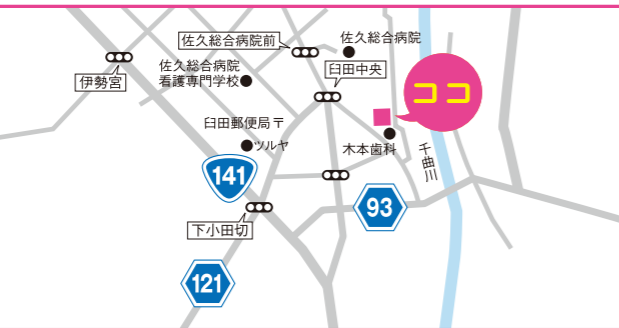 佐久総合病院前
佐久総合病院
伊勢宮
佐久総合病院
看護専門学校
臼田中央
ココ
臼田郵便局〒
ツルヤ
木本歯科
千曲川
141
93
下小田切
121